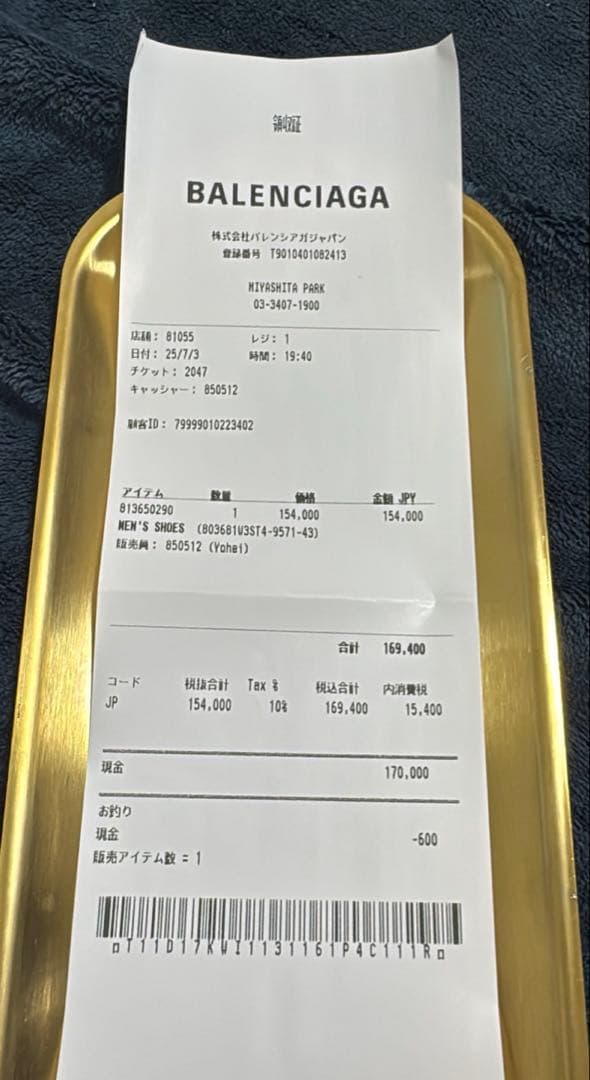 領収証
BALENCIAGA
株式会社バレンシアガジャパン
登録番号 T9010401082413
MIYASHITA PARK
03-3407-1900
店舗: 81055 レジ: 1
日付: 25/7/3 時間: 19:40
チケット: 2047
キャッシャー: 850512
顧客ID: 79999010223402
アイテム 数量 価格 金額 JPY
813650290 1 154,000 154,000
MEN'S SHOES (803681W3ST4-9571-43)
販売員: 850512 (Yohei)
合計 169,400
コード 税抜合計 Tax % 税込合計 内消費税
JP 154,000 10% 169,400 15,400
現金 170,000
お釣り
現金 -600
販売アイテム数 = 1
¤T11D17KWI1131161P4C111R¤